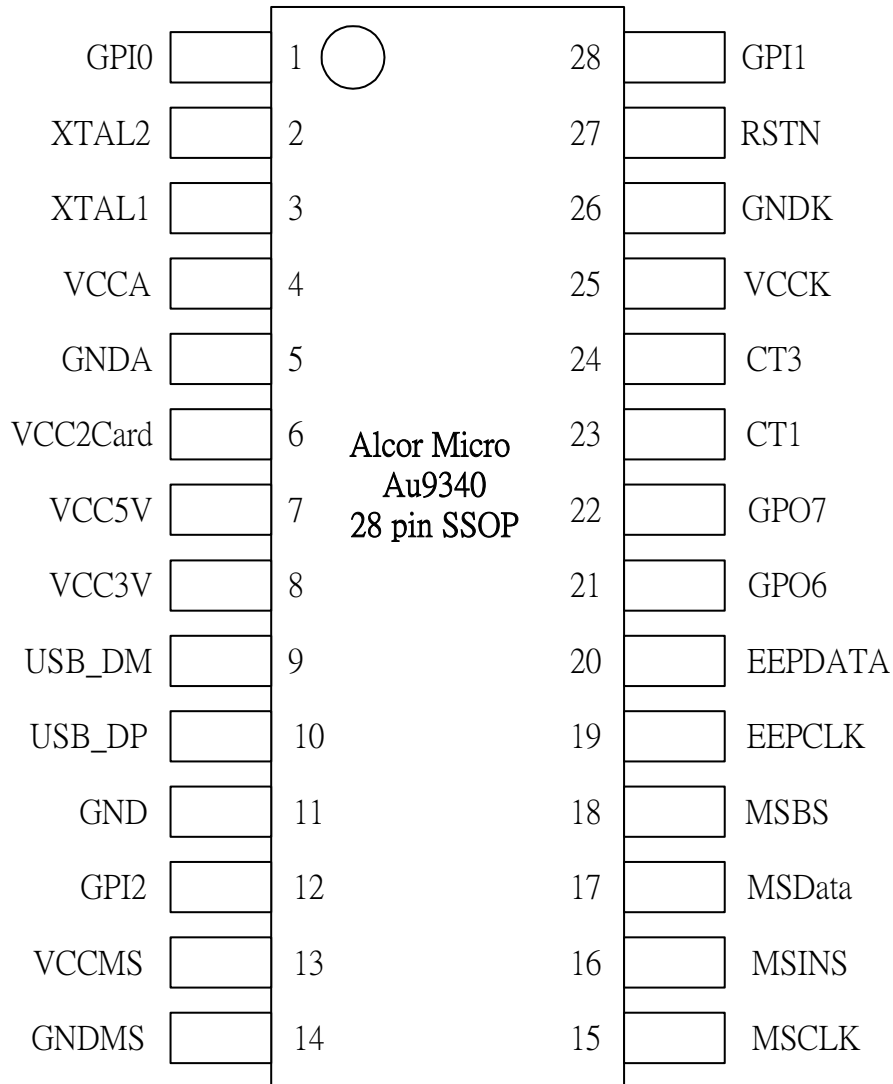 GPI0 1 28 GPI1
XTAL2 2 27 RSTN
XTAL1 3 26 GNDK
VCCA 4 25 VCCK
GNDA 5 24 CT3
VCC2Card 6 23 CT1
Alcor Micro
Au9340
28 pin SSOP
VCC5V 7 22 GPO7
VCC3V 8 21 GPO6
USB_DM 9 20 EEPDATA
USB_DP 10 19 EEPCLK
GND 11 18 MSBS
GPI2 12 17 MSData
VCCMS 13 16 MSINS
GNDMS 14 15 MSCLK